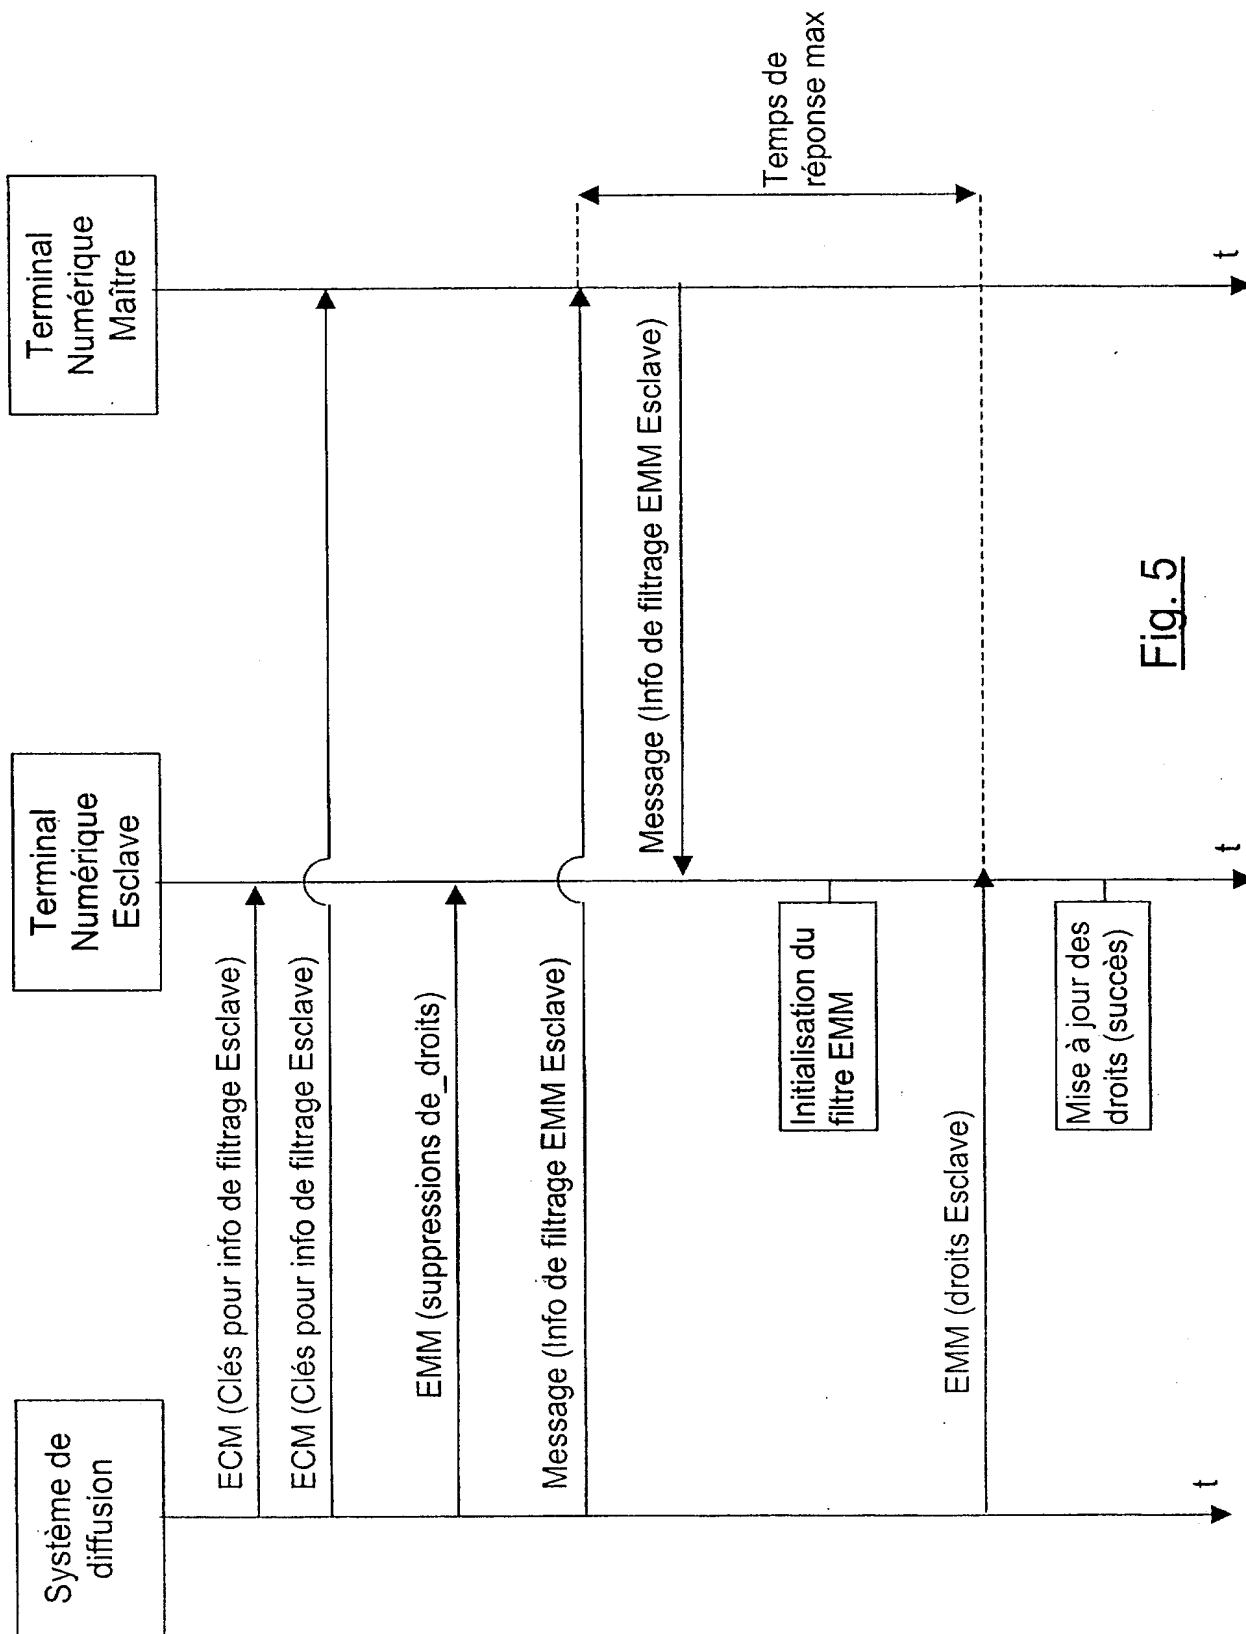 Système de
diffusion
Terminal
Numérique
Esclave
Terminal
Numérique
Maître
ECM (Clés pour info de filtrage Esclave)
ECM (Clés pour info de filtrage Esclave)
EMM (suppressions de_droits)
Message (Info de filtrage EMM Esclave)
Message (Info de filtrage EMM Esclave)
Temps de
réponse max
Initialisation du
filtre EMM
EMM (droits Esclave)
Mise à jour des
droits (succès)
t
t
t
Fig. 5